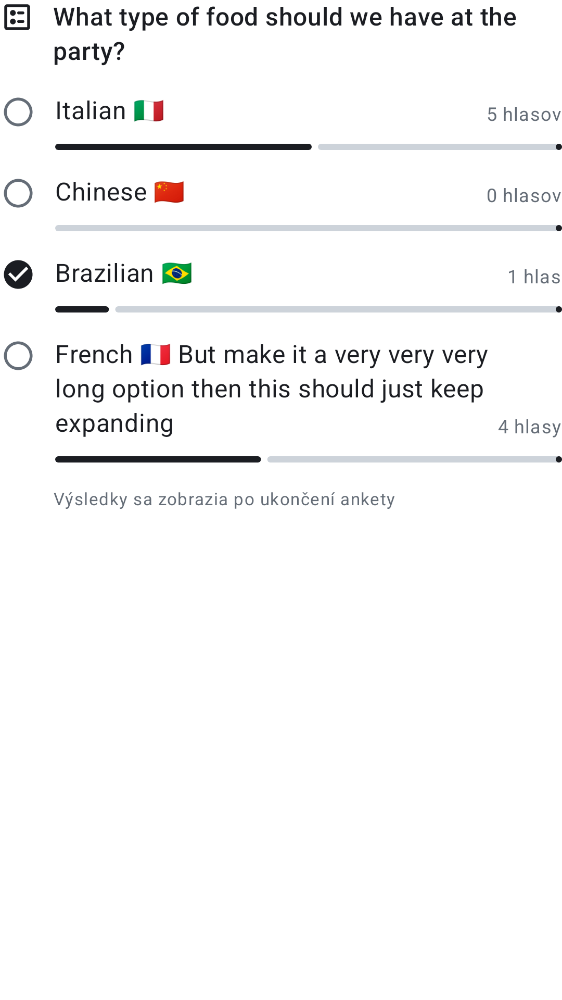 What type of food should we have at the
party?
Italian 🇮🇹
5 hlasov
Chinese 🇨🇳
0 hlasov
Brazilian 🇧🇷
1 hlas
French 🇫🇷 But make it a very very very
long option then this should just keep
expanding
4 hlasy
Výsledky sa zobrazia po ukončení ankety